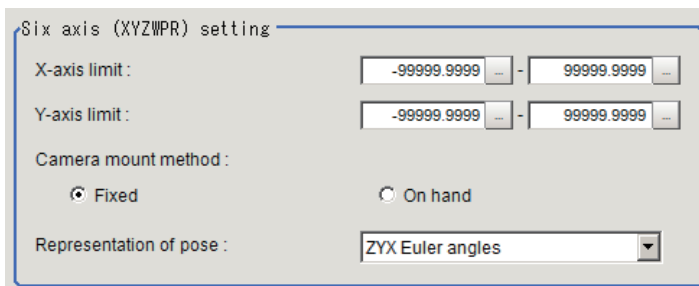 Six axis (XYZWPR) setting
X-axis limit : -99999.9999 ... - 99999.9999 ...
Y-axis limit : -99999.9999 ... - 99999.9999 ...
Camera mount method :
Fixed On hand
Representation of pose : ZYX Euler angles